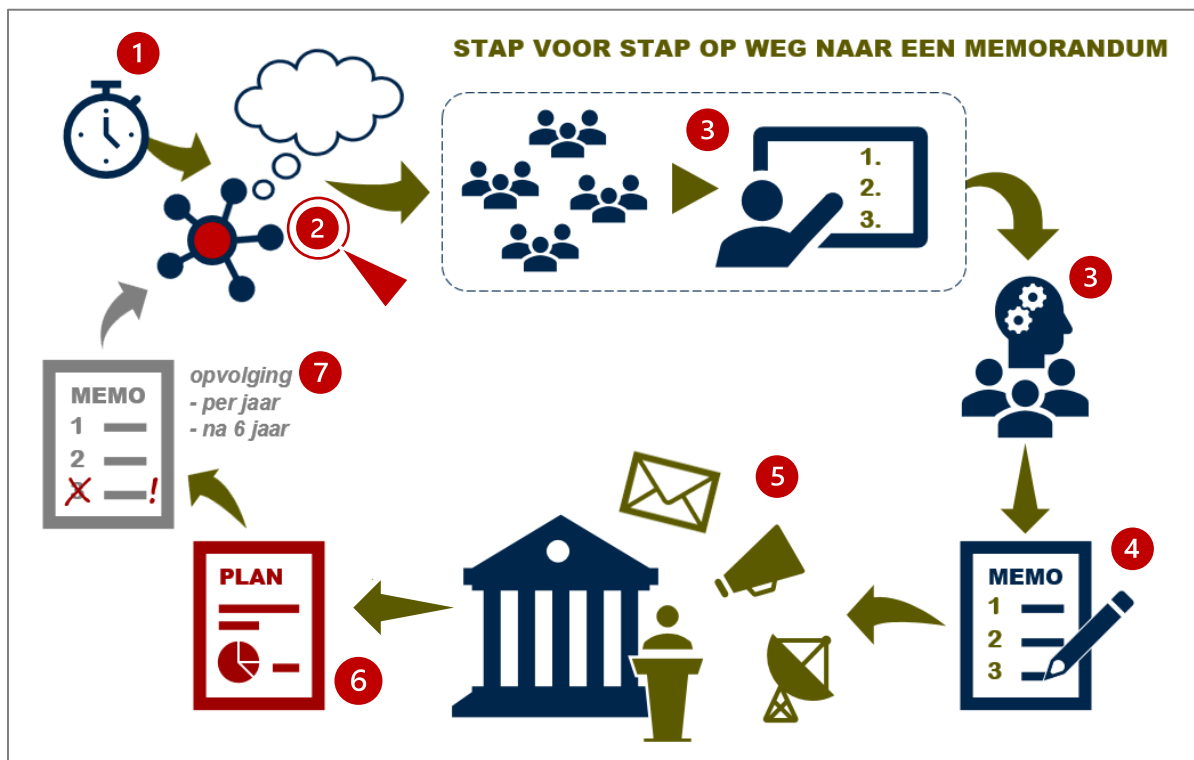 STAP VOOR STAP OP WEG NAAR EEN MEMORANDUM
1
2
3
1.
2.
3.
3
4
MEMO
1
2
3
5
6
PLAN
7
opvolging
- per jaar
- na 6 jaar
MEMO
1
2
3 !